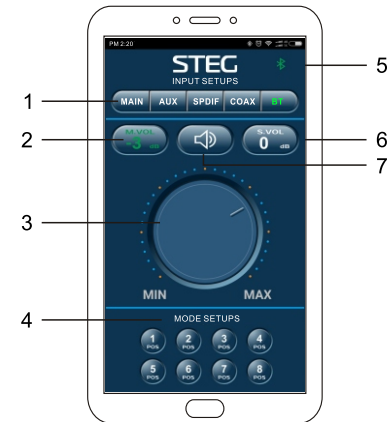 PM 2:20
STEG
INPUT SETUPS
5
1
MAIN AUX SPDIF COAX BT
2
M.VOL
-3 dB
S.VOL
0 dB
6
7
3
MIN MAX
4
MODE SETUPS
1 POS 2 POS 3 POS 4 POS
5 POS 6 POS 7 POS 8 POS